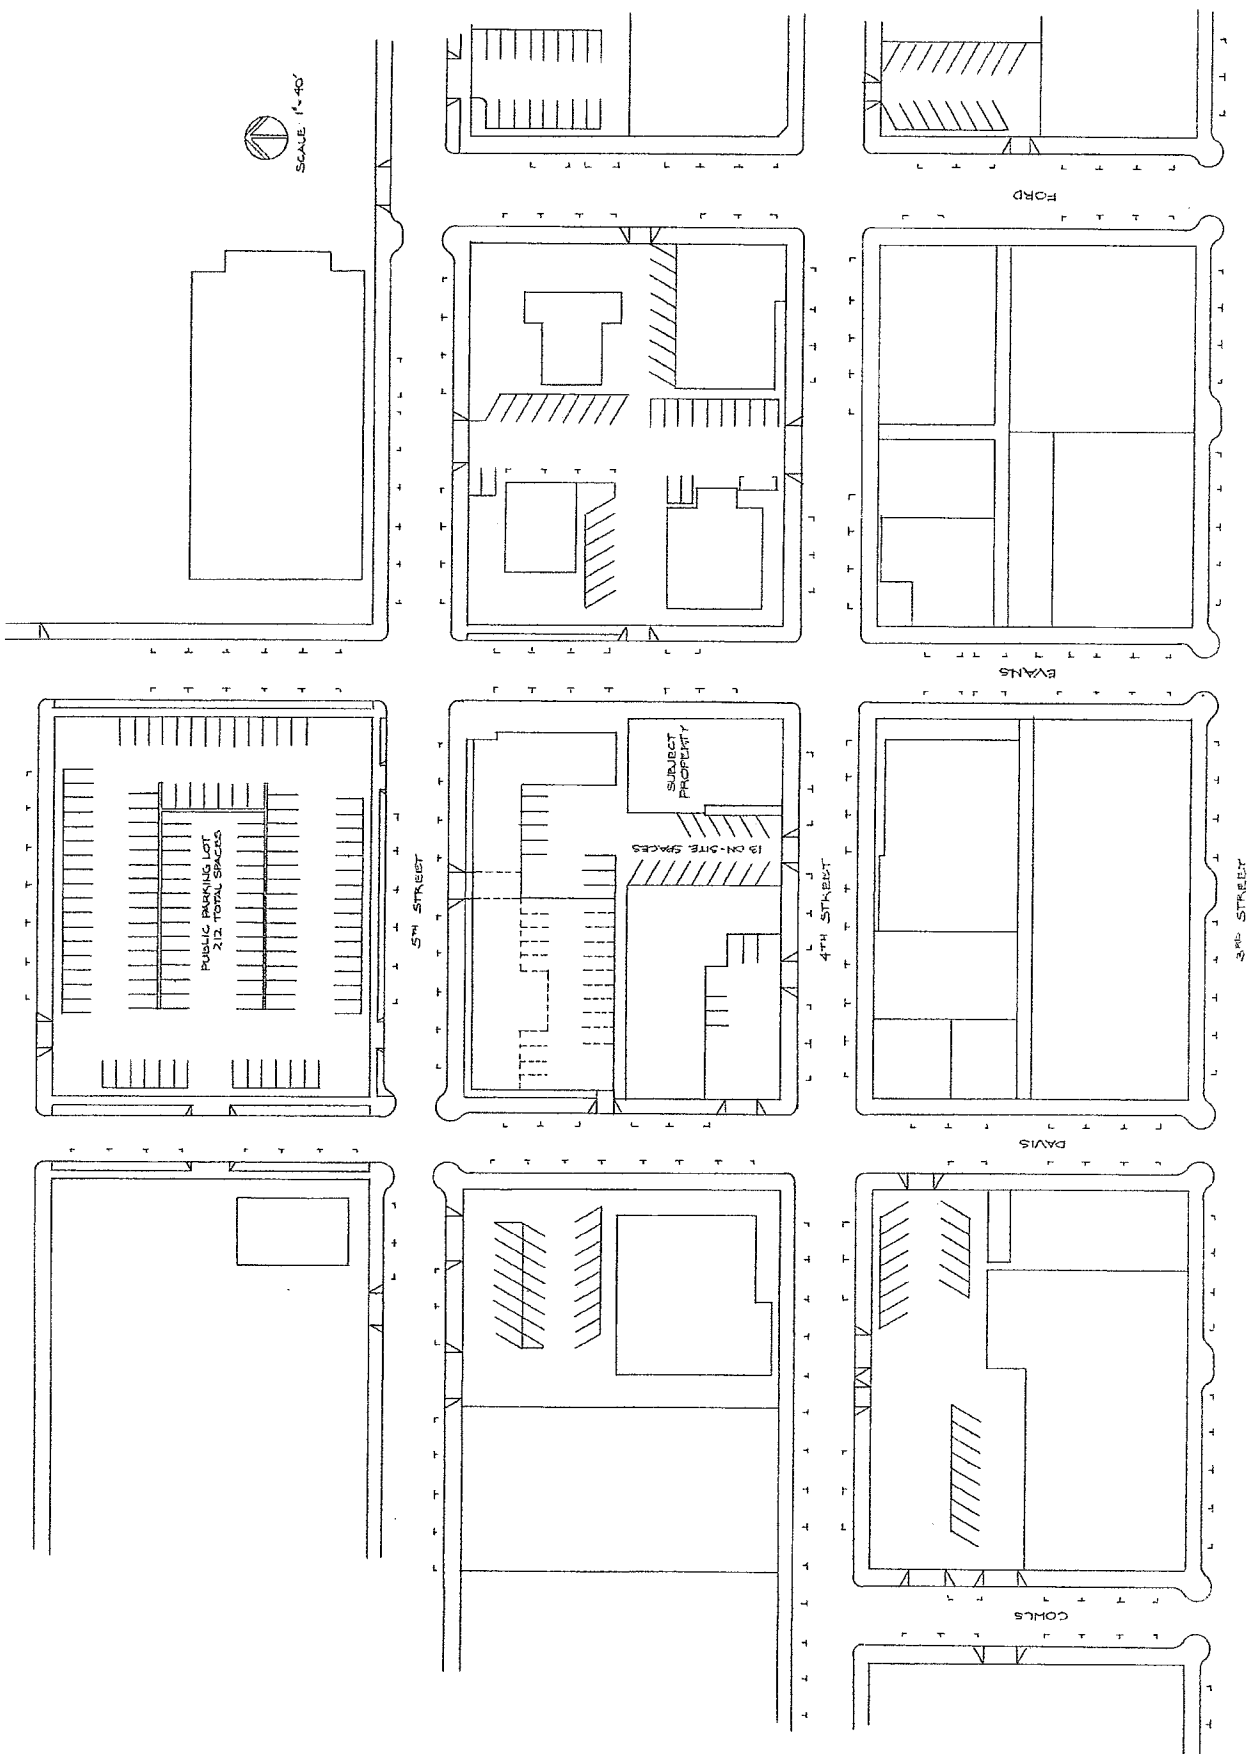 SCALE: 1"=40'
FORD
SUBJECT
PROPERTY
13 ON-SITE SPACES
PUBLIC PARKING LOT
212 TOTAL SPACES
5TH STREET
4TH STREET
3RD STREET
EVANS
DAVIS
COWLS